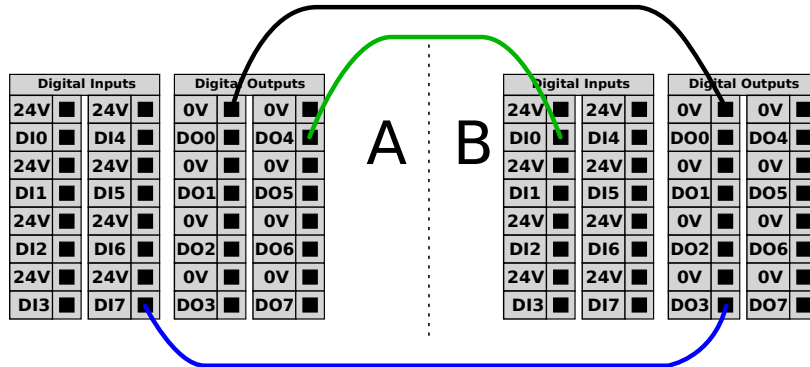 Digital Inputs Digital Outputs Digital Inputs Digital Outputs
24V 24V 0V 0V 24V 24V 0V 0V
DI0 DI4 DO0 DO4 A B DI0 DI4 DO0 DO4
24V 24V 0V 0V 24V 24V 0V 0V
DI1 DI5 DO1 DO5 DI1 DI5 DO1 DO5
24V 24V 0V 0V 24V 24V 0V 0V
DI2 DI6 DO2 DO6 DI2 DI6 DO2 DO6
24V 24V 0V 0V 24V 24V 0V 0V
DI3 DI7 DO3 DO7 DI3 DI7 DO3 DO7